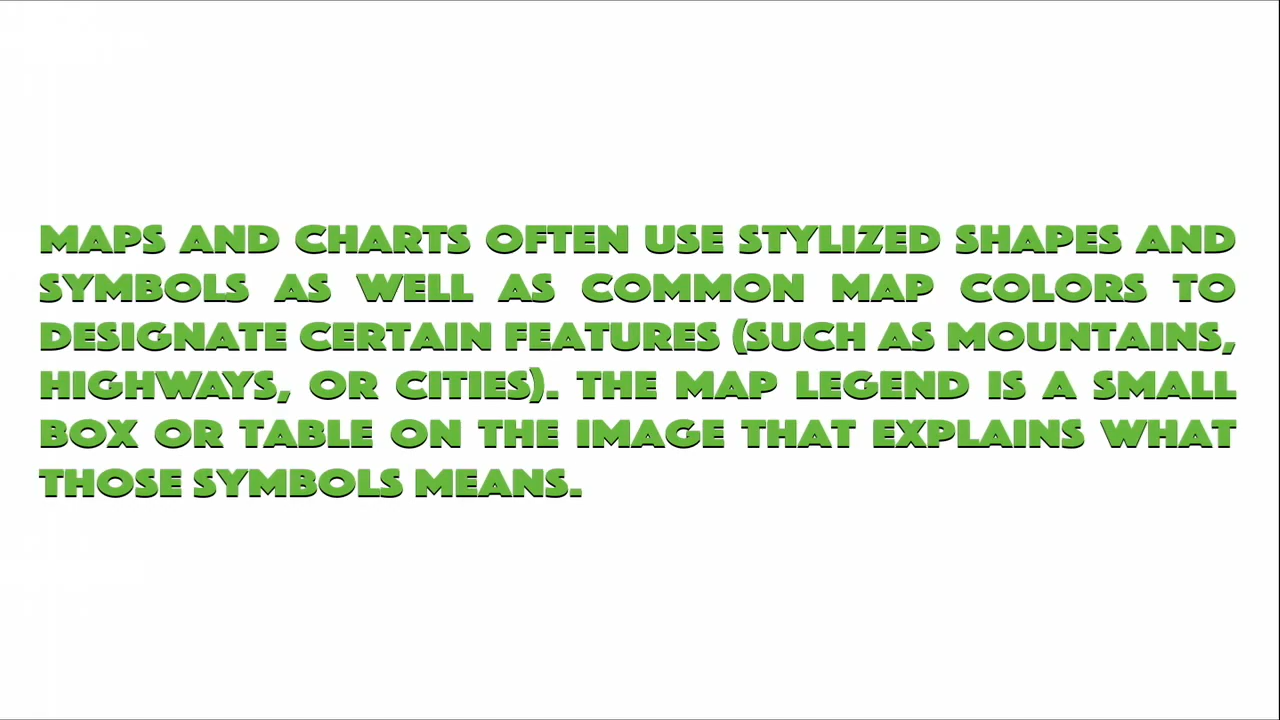 MAPS AND CHARTS OFTEN USE STYLIZED SHAPES AND
SYMBOLS AS WELL AS COMMON MAP COLORS TO
DESIGNATE CERTAIN FEATURES (SUCH AS MOUNTAINS,
HIGHWAYS, OR CITIES). THE MAP LEGEND IS A SMALL
BOX OR TABLE ON THE IMAGE THAT EXPLAINS WHAT
THOSE SYMBOLS MEANS.